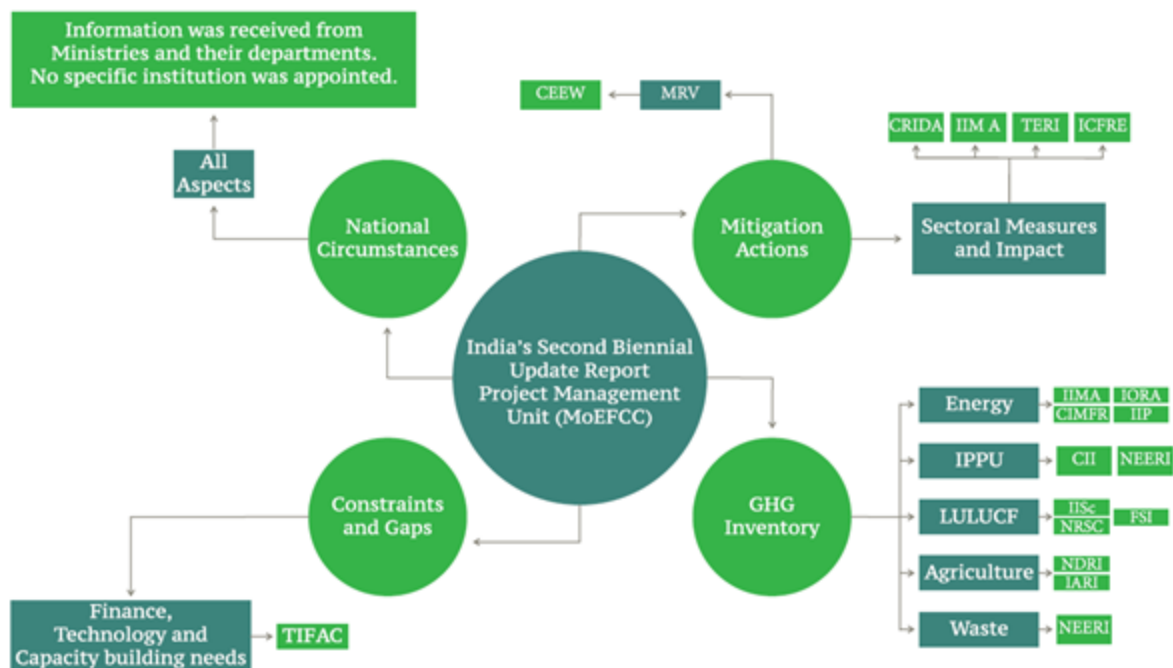 Information was received from
Ministries and their departments.
No specific institution was appointed.
All
Aspects
National
Circumstances
CEEW
MRV
CRIDA
IIM A
TERI
ICFRE
Mitigation
Actions
Sectoral Measures
and Impact
India's Second Biennial
Update Report
Project Management
Unit (MoEFCC)
Constraints
and Gaps
Finance,
Technology and
Capacity building needs
TIFAC
GHG
Inventory
Energy
IIMA
IORA
CIMFR
IIP
IPPU
CII
NEERI
LULUCF
IISc
NRSC
FSI
Agriculture
NDRI
IARI
Waste
NEERI